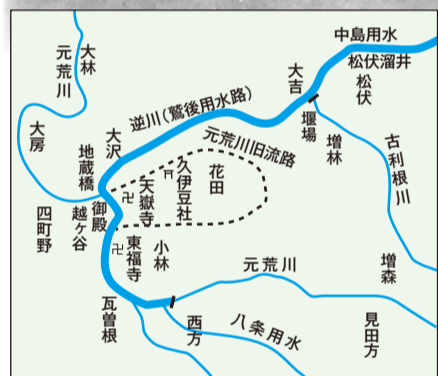 中島用水
松伏溜井
松伏
大吉
堰場
増林
古利根川
増森
見田方
逆川(鷲後用水路)
元荒川旧流路
花田
久伊豆社
天嶽寺
大林
元荒川
大房
大沢
地蔵橋
御殿
越ヶ谷
四町野
東福寺
小林
元荒川
瓦曽根
西方
八条用水